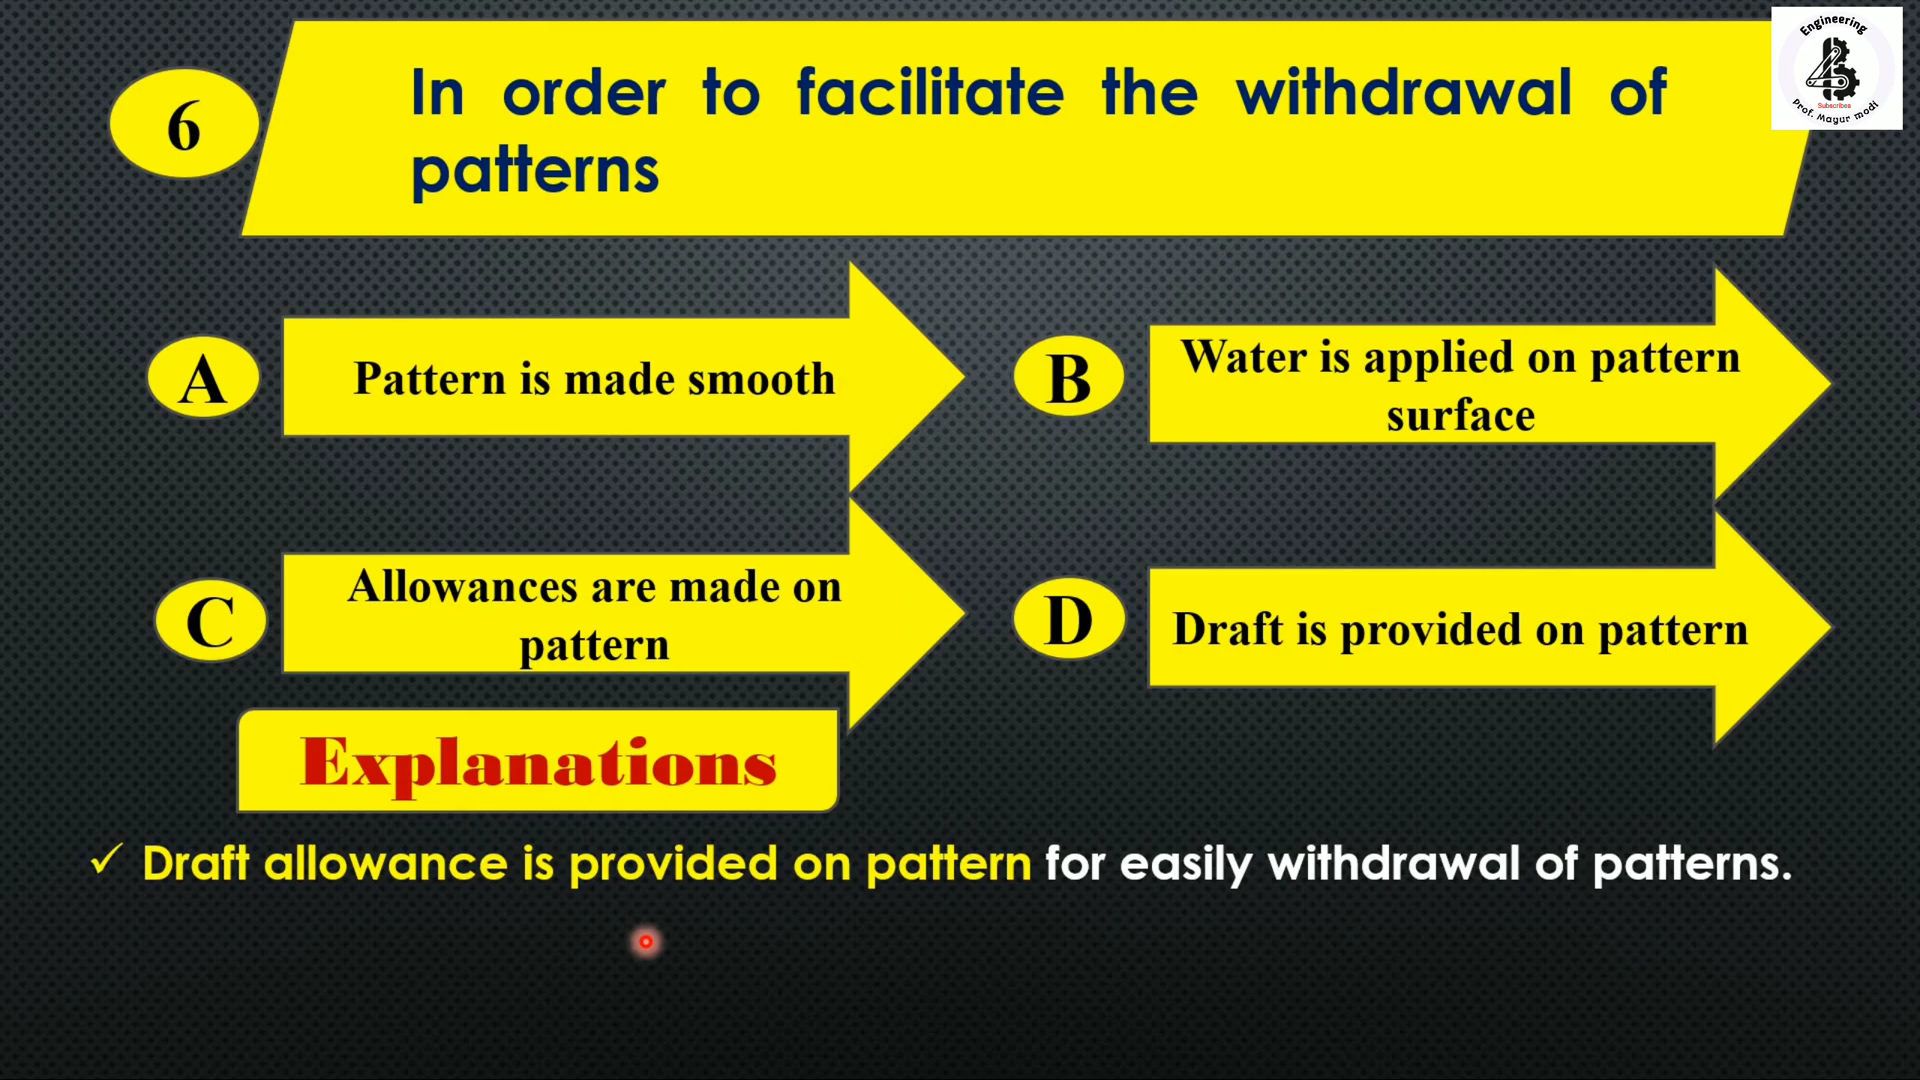 6
In order to facilitate the withdrawal of
patterns
Engineering
Subscribes
Prof. Mayur modi
A
Pattern is made smooth
B
Water is applied on pattern
surface
C
Allowances are made on
pattern
D
Draft is provided on pattern
Explanations
✓ Draft allowance is provided on pattern for easily withdrawal of patterns.